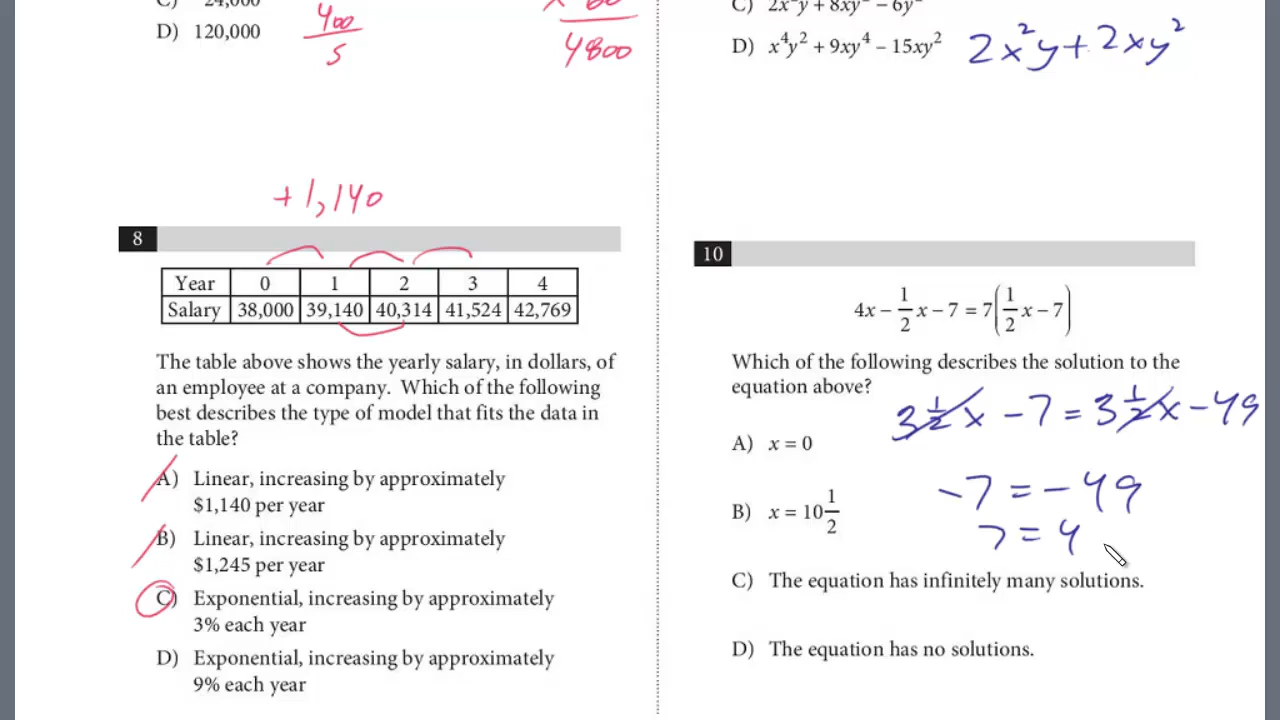 C) 24,000
D) 120,000
400
5
4800
+1,140
8
Year 0 1 2 3 4
Salary 38,000 39,140 40,314 41,524 42,769
The table above shows the yearly salary, in dollars, of
an employee at a company. Which of the following
best describes the type of model that fits the data in
the table?
A) Linear, increasing by approximately
$1,140 per year
B) Linear, increasing by approximately
$1,245 per year
C) Exponential, increasing by approximately
3% each year
D) Exponential, increasing by approximately
9% each year
D) x⁴y² + 9xy⁴ − 15xy²
2x²y + 2xy²
10
4x − 1/2 x − 7 = 7(1/2 x − 7)
Which of the following describes the solution to the
equation above?
3 1/2 x − 7 = 3 1/2 x − 49
A) x = 0
−7 = −49
B) x = 10 1/2
7 = 4
C) The equation has infinitely many solutions.
D) The equation has no solutions.